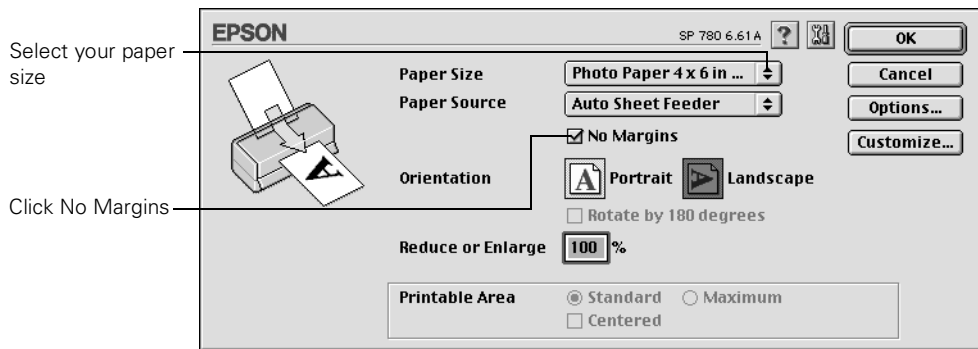 EPSON
SP 780 6.61A
?
OK
Select your paper size
Paper Size
Photo Paper 4 x 6 in ...
Cancel
Paper Source
Auto Sheet Feeder
Options...
No Margins
Customize...
Orientation
A Portrait A Landscape
Click No Margins
Rotate by 180 degrees
Reduce or Enlarge
100 %
Printable Area
Standard
Maximum
Centered
A